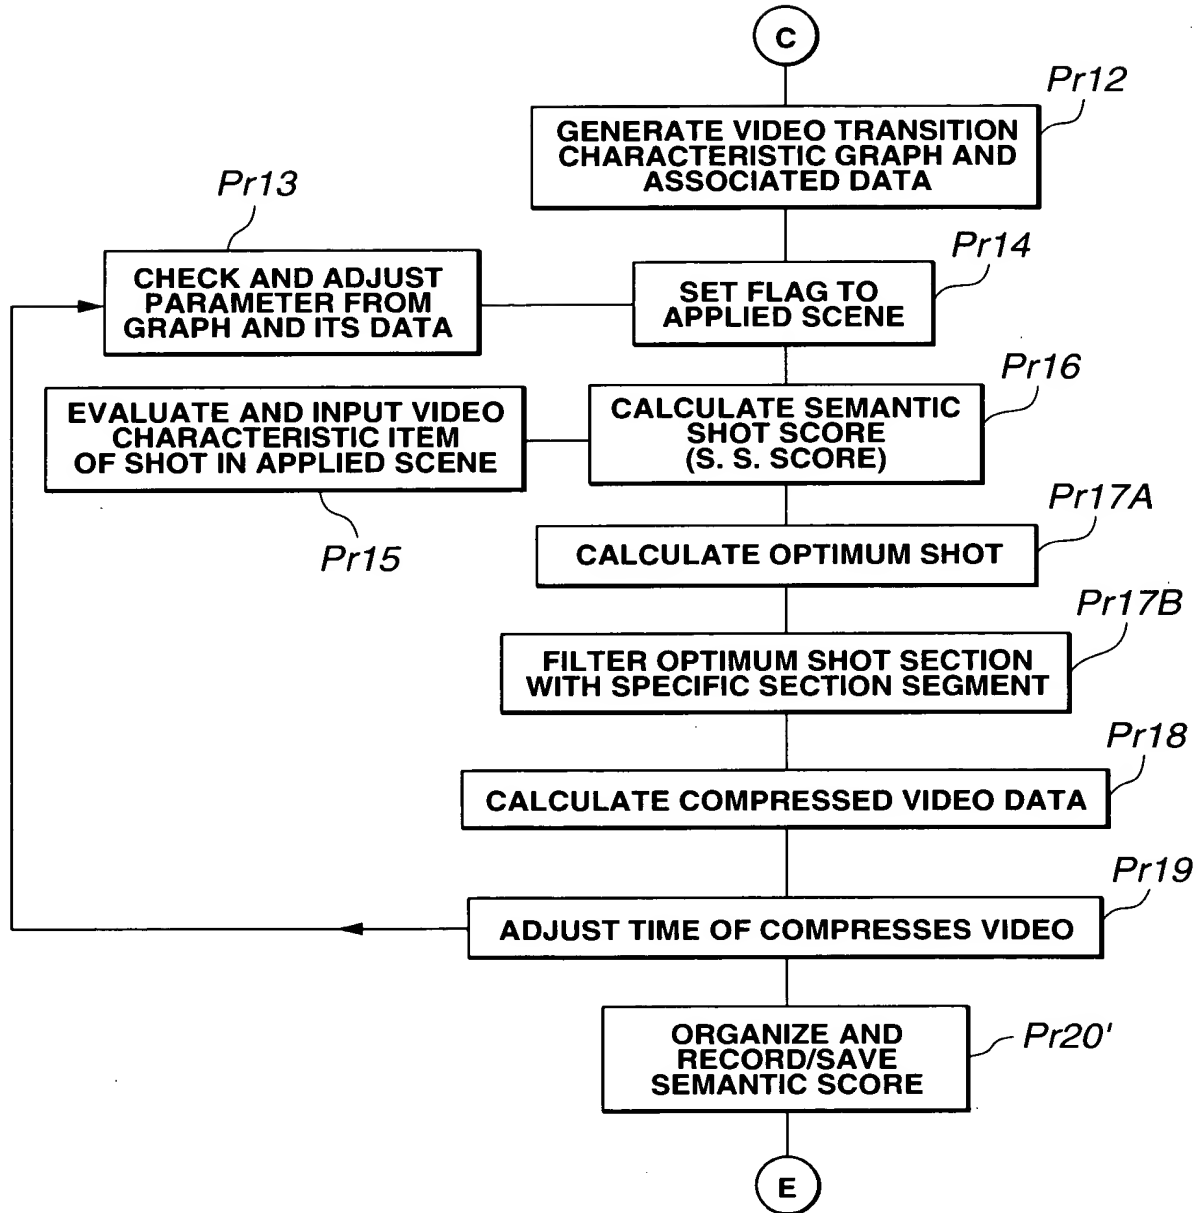 C
Pr12
GENERATE VIDEO TRANSITION
CHARACTERISTIC GRAPH AND
ASSOCIATED DATA
Pr13
CHECK AND ADJUST
PARAMETER FROM
GRAPH AND ITS DATA
Pr14
SET FLAG TO
APPLIED SCENE
EVALUATE AND INPUT VIDEO
CHARACTERISTIC ITEM
OF SHOT IN APPLIED SCENE
Pr15
Pr16
CALCULATE SEMANTIC
SHOT SCORE
(S. S. SCORE)
Pr17A
CALCULATE OPTIMUM SHOT
Pr17B
FILTER OPTIMUM SHOT SECTION
WITH SPECIFIC SECTION SEGMENT
Pr18
CALCULATE COMPRESSED VIDEO DATA
Pr19
ADJUST TIME OF COMPRESSES VIDEO
ORGANIZE AND
RECORD/SAVE
SEMANTIC SCORE
Pr20'
E